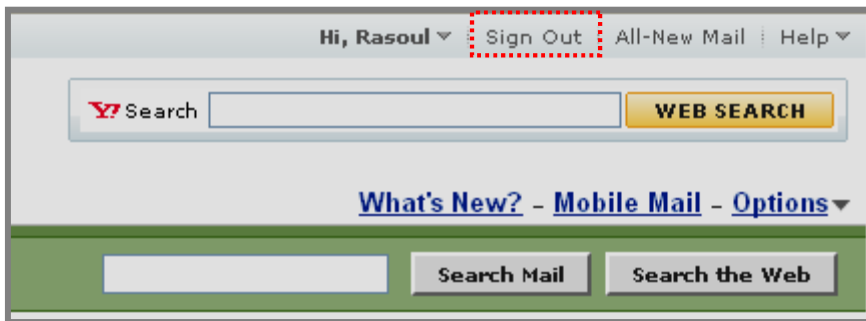 Hi, Rasoul Sign Out All-New Mail Help
Y! Search WEB SEARCH
What's New? – Mobile Mail – Options
Search Mail Search the Web